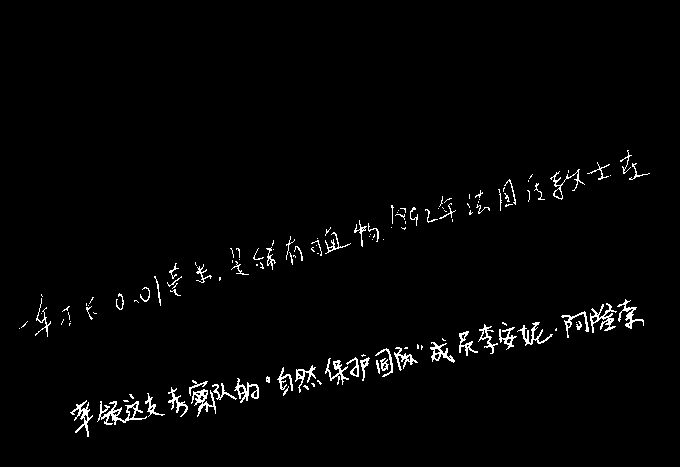 一年才长0.01毫米,是稀有植物.1892年法国传教士在
率领这支考察队的“自然保护国际”成员李安妮·阿隆索